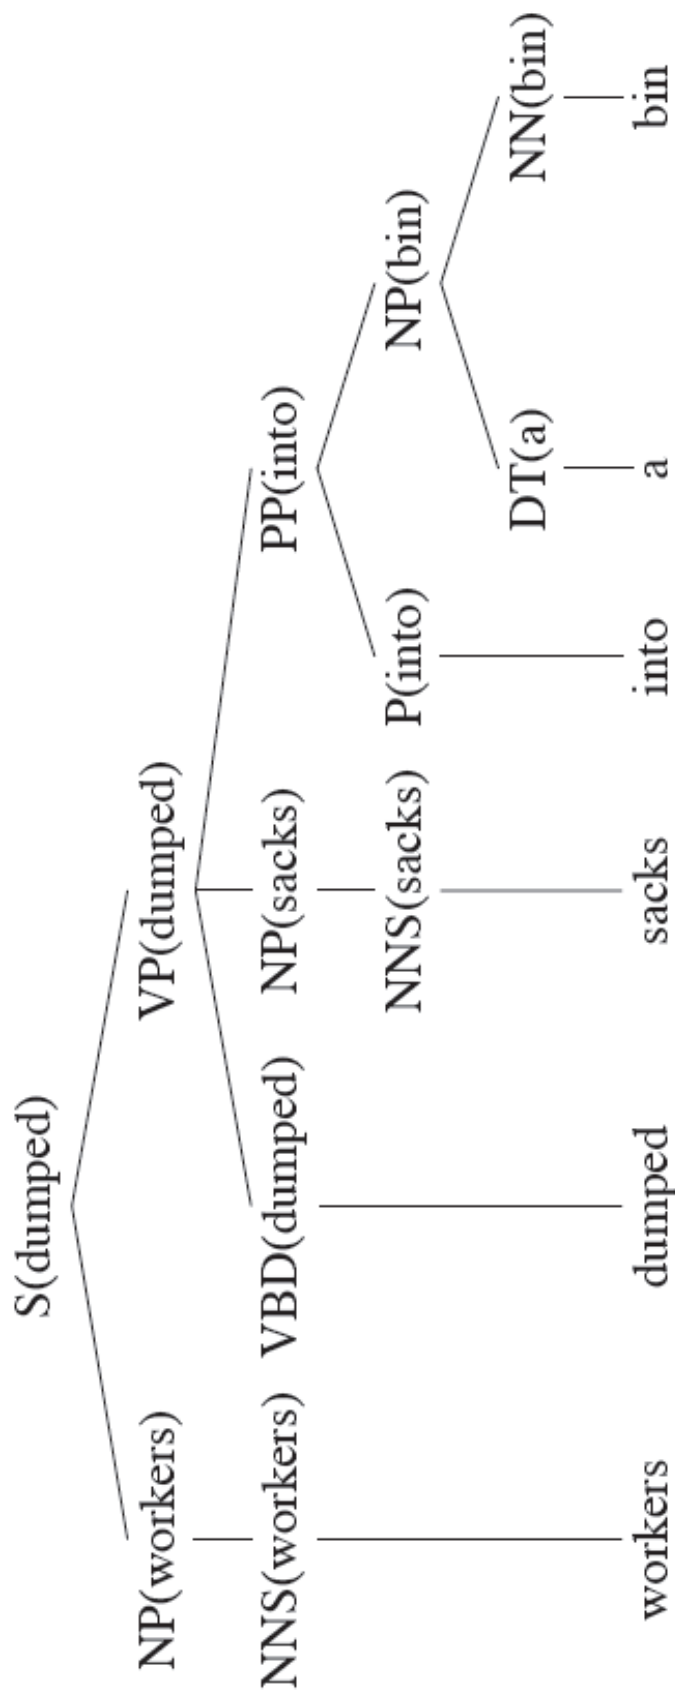 S(dumped)
NP(workers) VP(dumped)
NNS(workers) VBD(dumped) NP(sacks) PP(into)
NNS(sacks) P(into) NP(bin)
DT(a) NN(bin)
workers dumped sacks into a bin